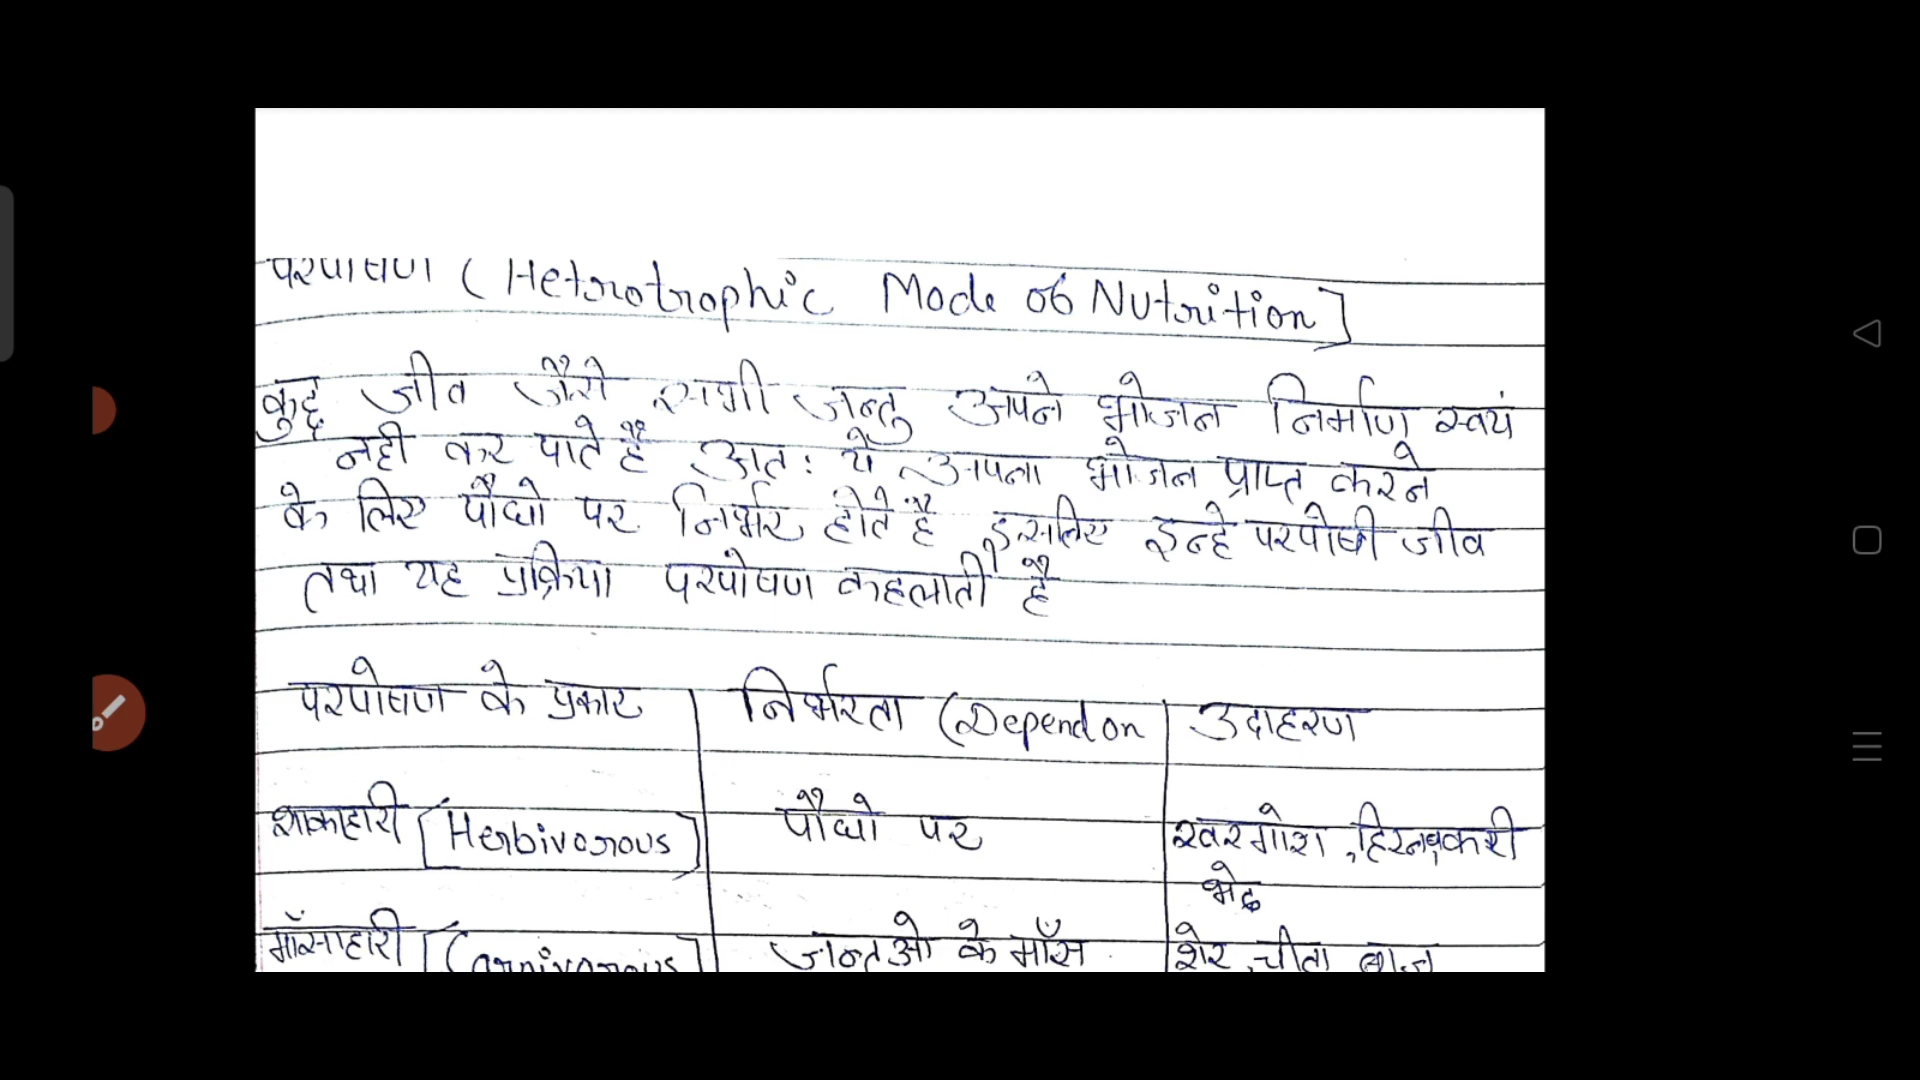 परपोषण ( Hetrotrophic Mode of Nutrition ]
कुछ जीव जैसे सभी जन्तु अपने भोजन निर्माण स्वयं
नही कर पाते हैं अतः ये अपना भोजन प्राप्त करने
के लिए पौधो पर निर्भर होते है इसलिए इन्हे परपोषी जीव
तथा यह प्रक्रिया परपोषण कहलाती है
परपोषण के प्रकार निर्भरता (Depend on उदाहरण
शाकाहारी [Herbivorous] पौधो पर खरगोश, हिरन, बकरी
भेड
माँसाहारी [Carnivorous] जन्तओ के माँस शेर, चीता बाज